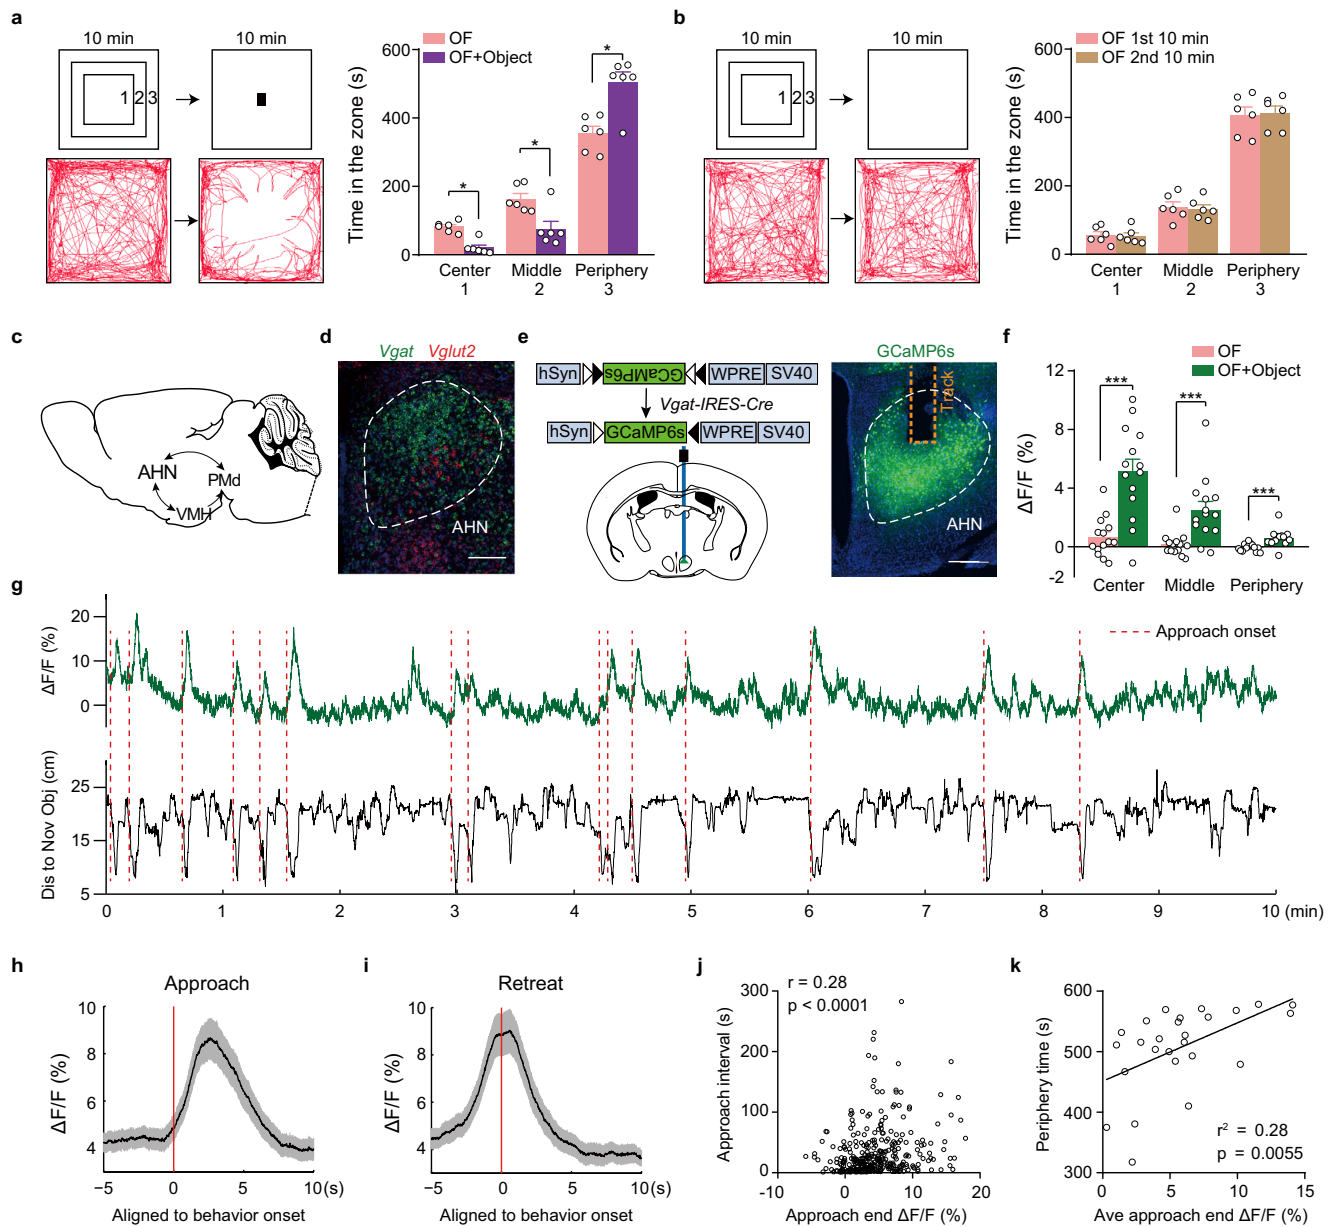 a
10 min
10 min
1 2 3
OF
OF+Object
Time in the zone (s)
600
400
200
0
*
*
*
Center
Middle
Periphery
1
2
3
b
10 min
10 min
1 2 3
OF 1st 10 min
OF 2nd 10 min
Time in the zone (s)
600
400
200
0
Center
Middle
Periphery
1
2
3
c
AHN
PMd
VMH
d
Vgat
Vglut2
AHN
e
hSyn
GCaMP6s
WPRE
SV40
Vgat-IRES-Cre
hSyn
GCaMP6s
WPRE
SV40
GCaMP6s
Track
AHN
f
OF
OF+Object
ΔF/F (%)
12
8
4
0
-2
***
***
***
Center
Middle
Periphery
g
ΔF/F (%)
20
10
0
Approach onset
Dis to Nov Obj (cm)
25
15
5
0
1
2
3
4
5
6
7
8
9
10 (min)
h
Approach
ΔF/F (%)
10
8
6
4
−5
0
5
10(s)
Aligned to behavior onset
i
Retreat
ΔF/F (%)
10
8
6
4
−5
0
5
10(s)
Aligned to behavior onset
j
r = 0.28
p < 0.0001
Approach interval (s)
300
200
100
0
-10
0
10
20
Approach end ΔF/F (%)
k
Periphery time (s)
600
500
400
300
r² = 0.28
p = 0.0055
0
5
10
15
Ave approach end ΔF/F (%)